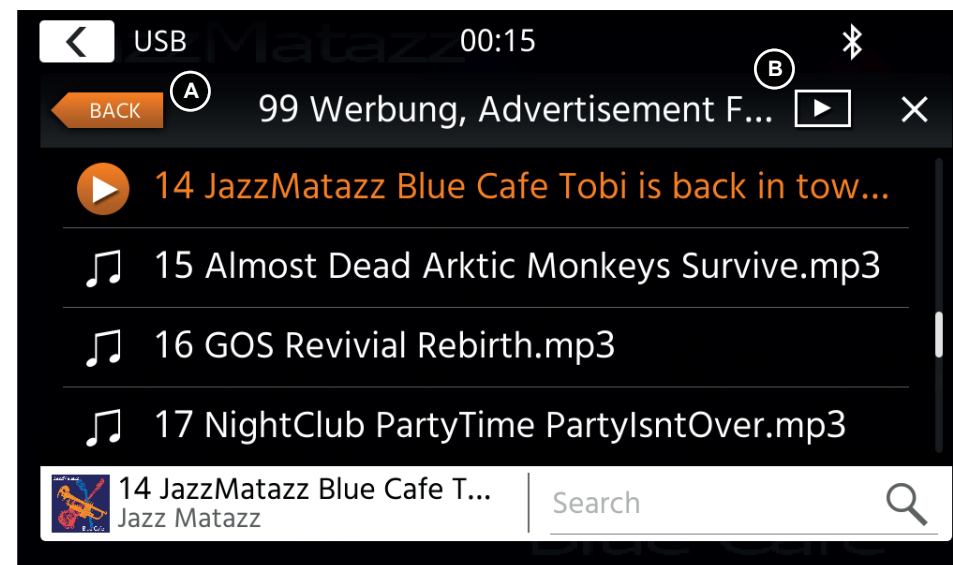 USB 00:15
A B
BACK 99 Werbung, Advertisement F...
14 JazzMatazz Blue Cafe Tobi is back in tow...
15 Almost Dead Arktic Monkeys Survive.mp3
16 GOS Revivial Rebirth.mp3
17 NightClub PartyTime PartyIsntOver.mp3
14 JazzMatazz Blue Cafe T...
Jazz Matazz
Search
Blue Cafe